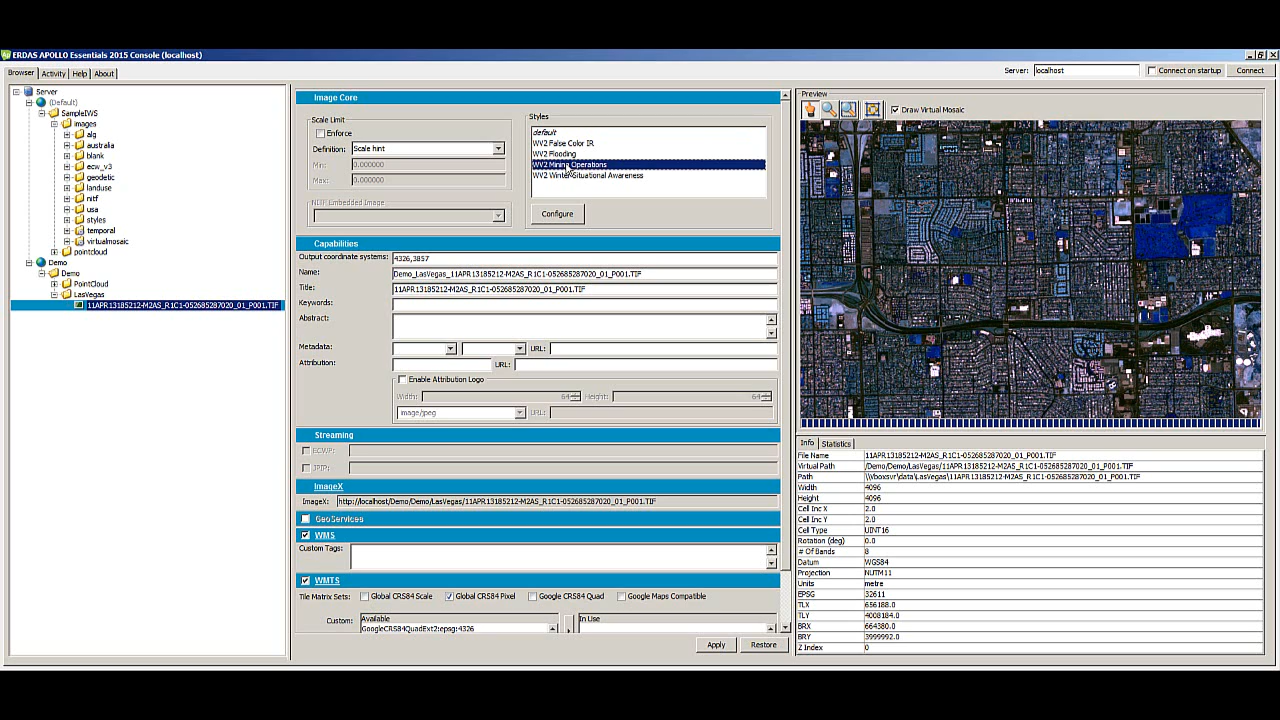 ERDAS APOLLO Essentials 2015 Console (localhost)
Browser Activity Help About
Server: localhost Connect on startup Connect
Server
(Default)
SampleIWS
images
alg
australia
blank
ecw_v3
geodetic
landuse
nitf
usa
styles
temporal
virtualmosaic
pointcloud
Demo
Demo
PointCloud
LasVegas
11APR13185212-M2AS_R1C1-052685287020_01_P001.TIF
Image Core
Scale Limit
Enforce
Definition: Scale hint
Min: 0.000000
Max: 0.000000
NITF Embedded Image
Styles
default
WV2 False Color IR
WV2 Flooding
WV2 Mining Operations
WV2 Winter Situational Awareness
Configure
Capabilities
Output coordinate systems: 4326,3857
Name: Demo_LasVegas_11APR13185212-M2AS_R1C1-052685287020_01_P001.TIF
Title: 11APR13185212-M2AS_R1C1-052685287020_01_P001.TIF
Keywords:
Abstract:
Metadata: URL:
Attribution: URL:
Enable Attribution Logo
Width: 64 Height: 64
image/jpeg URL:
Streaming
ECWP:
JPIP:
ImageX
ImageX: http://localhost/Demo/Demo/LasVegas/11APR13185212-M2AS_R1C1-052685287020_01_P001.TIF
GeoServices
WMS
Custom Tags:
WMTS
Tile Matrix Sets: Global CRS84 Scale Global CRS84 Pixel Google CRS84 Quad Google Maps Compatible
Custom: Available In Use
GoogleCRS84QuadExt2:epsg:4326
Apply Restore
Preview
Draw Virtual Mosaic
Info Statistics
File Name 11APR13185212-M2AS_R1C1-052685287020_01_P001.TIF
Virtual Path /Demo/Demo/LasVegas/11APR13185212-M2AS_R1C1-052685287020_01_P001.TIF
Path \\vboxsvr\data\LasVegas\11APR13185212-M2AS_R1C1-052685287020_01_P001.TIF
Width 4096
Height 4096
Cell Inc X 2.0
Cell Inc Y 2.0
Cell Type UINT16
Rotation (deg) 0.0
# Of Bands 8
Datum WGS84
Projection NUTM11
Units metre
EPSG 32611
TLX 656188.0
TLY 4008184.0
BRX 664380.0
BRY 3999992.0
Z Index 0